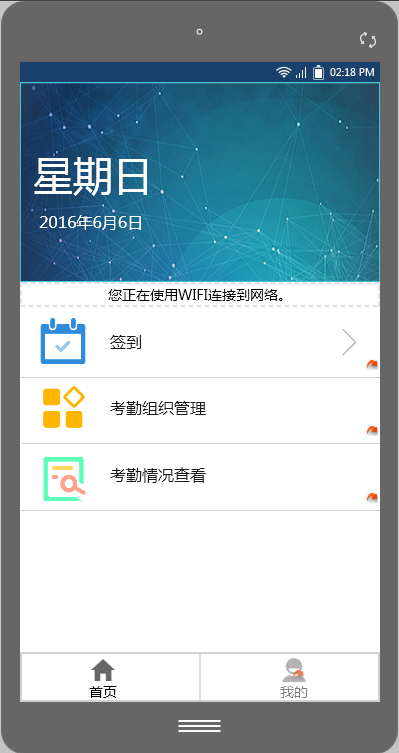 02:18 PM
星期日
2016年6月6日
您正在使用WIFI连接到网络。
签到
考勤组织管理
考勤情况查看
首页
我的